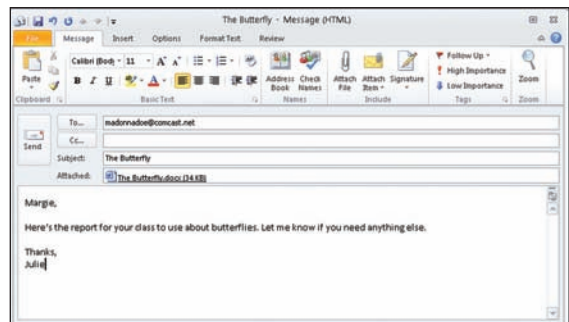 The Butterfly - Message (HTML)
File Message Insert Options Format Text Review
Calibri (Body) 11 A A
Paste B I U A Address Book Check Names Attach File Attach Item Signature Follow Up High Importance Low Importance Zoom
Clipboard Basic Text Names Include Tags Zoom
To... madonnadoe@comcast.net
Cc...
Send
Subject: The Butterfly
Attached: The Butterfly.docx (34 KB)
Margie,
Here's the report for your class to use about butterflies. Let me know if you need anything else.
Thanks,
Julie